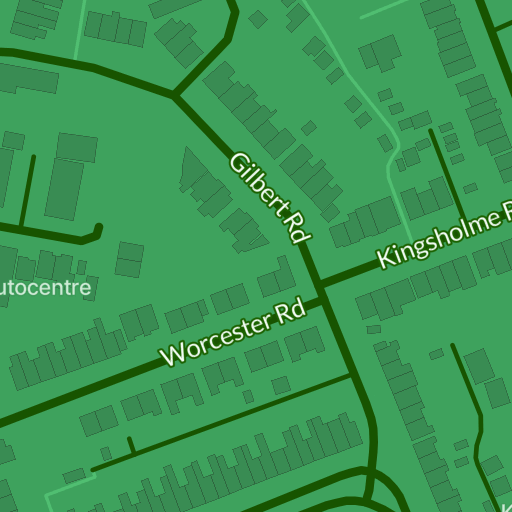 Gilbert Rd
Kingsholme R
utocentre
Worcester Rd
K